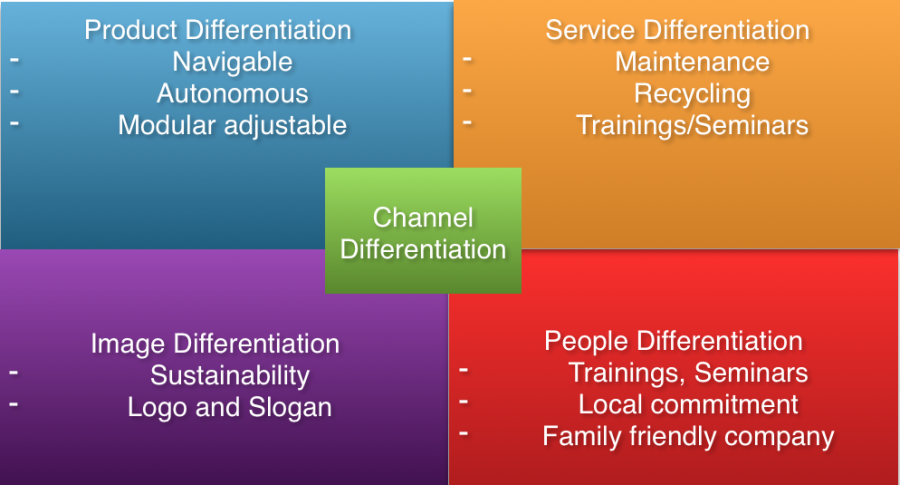 Product Differentiation
- Navigable
- Autonomous
- Modular adjustable
Service Differentiation
- Maintenance
- Recycling
- Trainings/Seminars
Channel
Differentiation
Image Differentiation
- Sustainability
- Logo and Slogan
People Differentiation
- Trainings, Seminars
- Local commitment
- Family friendly company